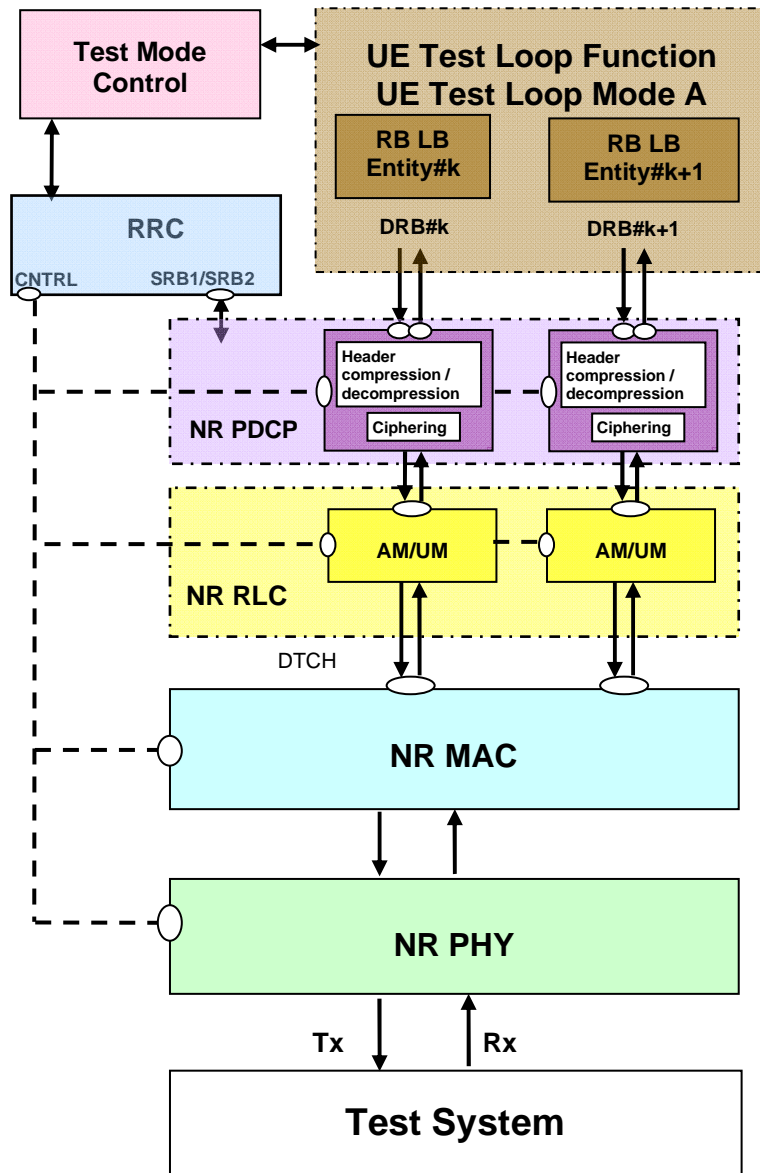 Test Mode
Control
UE Test Loop Function
UE Test Loop Mode A
RB LB
Entity#k
RB LB
Entity#k+1
RRC
DRB#k
DRB#k+1
CNTRL
SRB1/SRB2
Header
compression /
decompression
Header
compression /
decompression
NR PDCP
Ciphering
Ciphering
AM/UM
AM/UM
NR RLC
DTCH
NR MAC
NR PHY
Tx
Rx
Test System